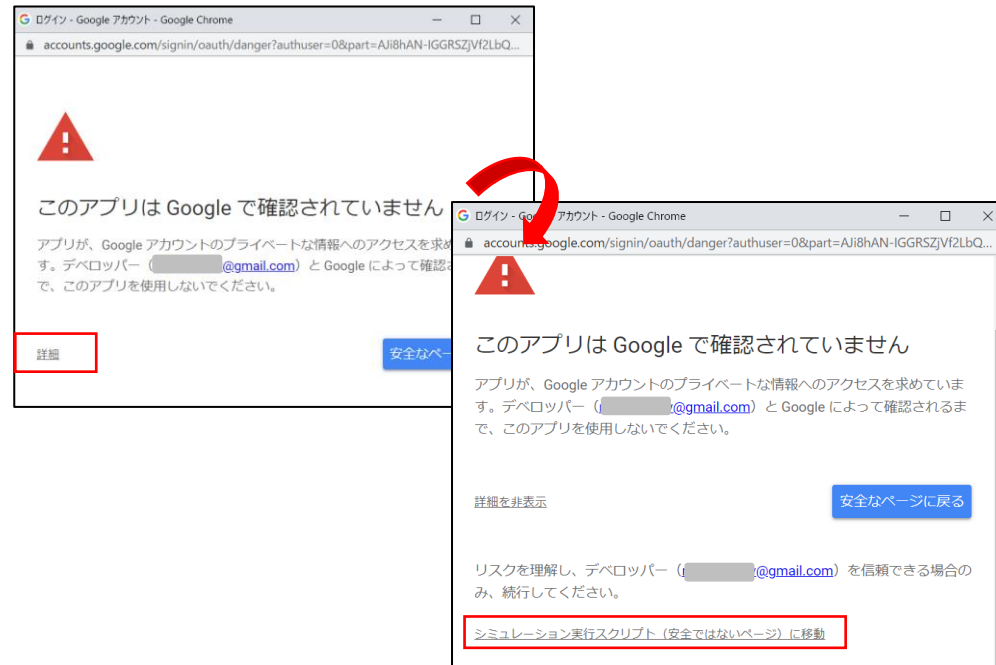 ログイン - Google アカウント - Google Chrome
accounts.google.com/signin/oauth/danger?authuser=0&part=AJi8hAN-IGGRSZjVf2LbQ...
このアプリは Google で確認されていません
アプリが、Google アカウントのプライベートな情報へのアクセスを求め
す。デベロッパー（ @gmail.com）と Google によって確認さ
で、このアプリを使用しないでください。
詳細
安全なペー
ログイン - Google アカウント - Google Chrome
accounts.google.com/signin/oauth/danger?authuser=0&part=AJi8hAN-IGGRSZjVf2LbQ...
このアプリは Google で確認されていません
アプリが、Google アカウントのプライベートな情報へのアクセスを求めていま
す。デベロッパー（ @gmail.com）と Google によって確認されるま
で、このアプリを使用しないでください。
詳細を非表示
安全なページに戻る
リスクを理解し、デベロッパー（ @gmail.com）を信頼できる場合の
み、続行してください。
シミュレーション実行スクリプト（安全ではないページ）に移動